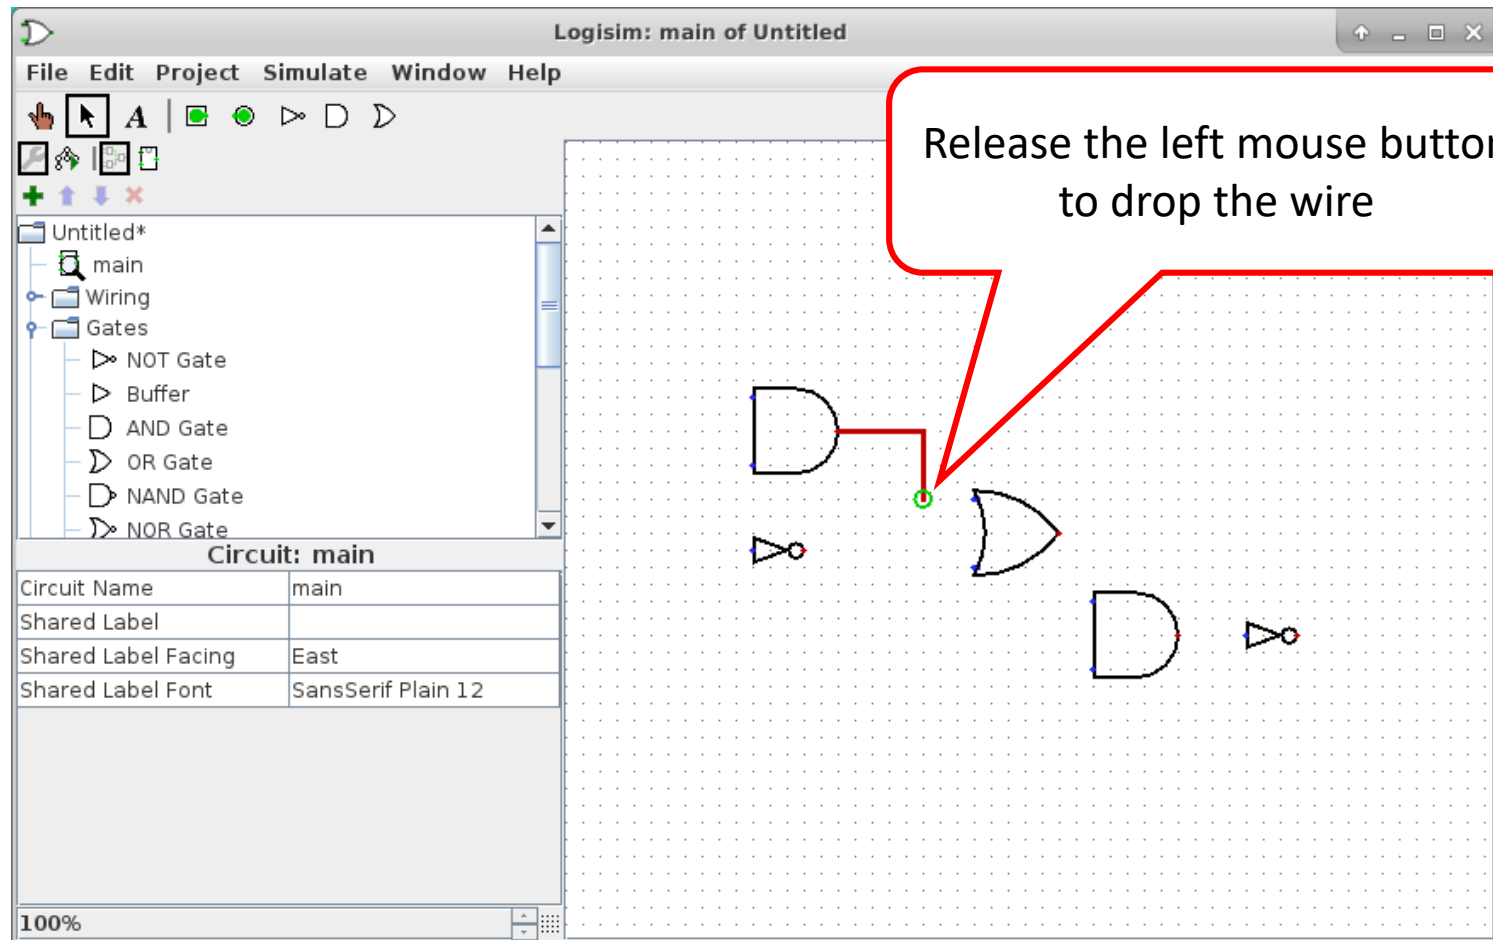 Logisim: main of Untitled
File Edit Project Simulate Window Help
A
Release the left mouse button
to drop the wire
Untitled*
main
Wiring
Gates
NOT Gate
Buffer
AND Gate
OR Gate
NAND Gate
NOR Gate
Circuit: main
Circuit Name main
Shared Label
Shared Label Facing East
Shared Label Font SansSerif Plain 12
100%